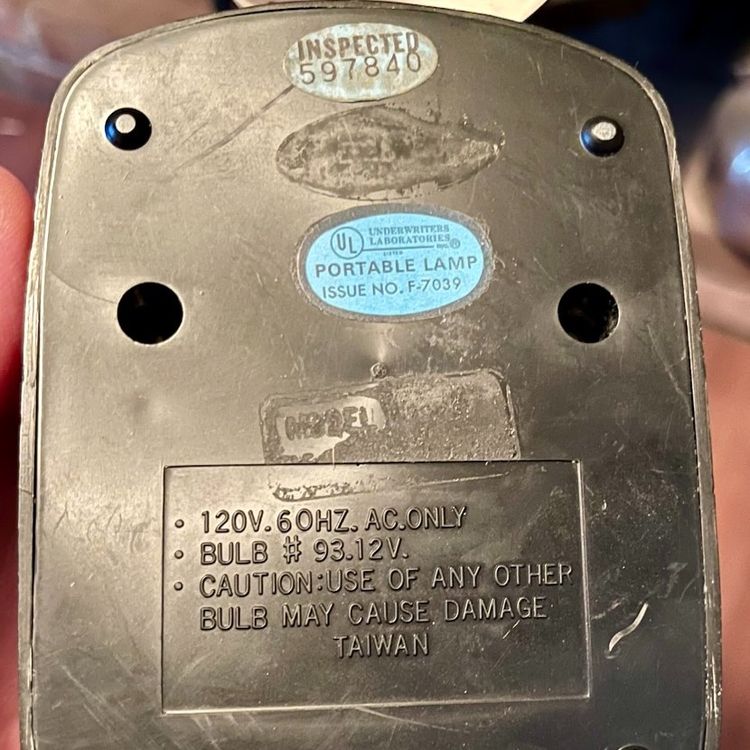 INSPECTED
597840
UL
UNDERWRITERS
LABORATORIES INC.®
LISTED
PORTABLE LAMP
ISSUE NO. F-7039
MODEL
• 120V. 60HZ. AC. ONLY
• BULB # 93.12V.
• CAUTION: USE OF ANY OTHER
BULB MAY CAUSE DAMAGE
TAIWAN